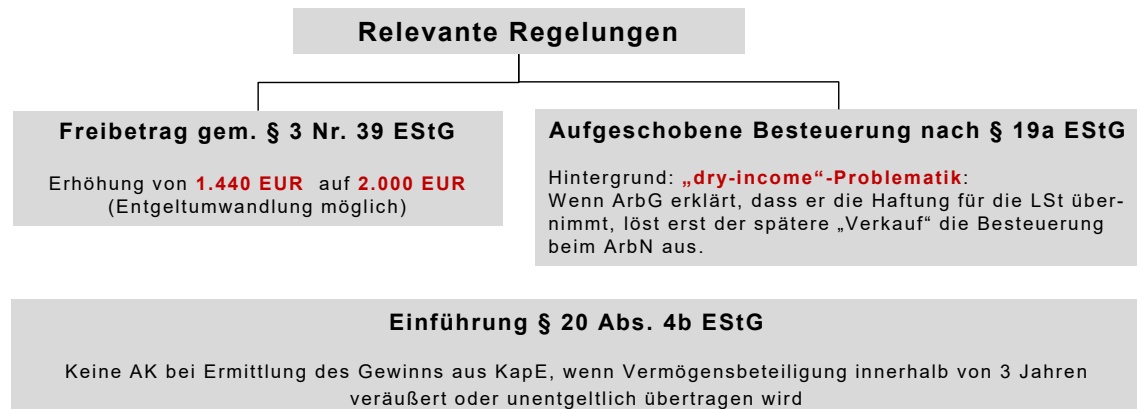 Relevante Regelungen
Freibetrag gem. § 3 Nr. 39 EStG
Erhöhung von 1.440 EUR auf 2.000 EUR
(Entgeltumwandlung möglich)
Aufgeschobene Besteuerung nach § 19a EStG
Hintergrund: „dry-income“-Problematik:
Wenn ArbG erklärt, dass er die Haftung für die LSt über-
nimmt, löst erst der spätere „Verkauf“ die Besteuerung
beim ArbN aus.
Einführung § 20 Abs. 4b EStG
Keine AK bei Ermittlung des Gewinns aus KapE, wenn Vermögensbeteiligung innerhalb von 3 Jahren
veräußert oder unentgeltlich übertragen wird